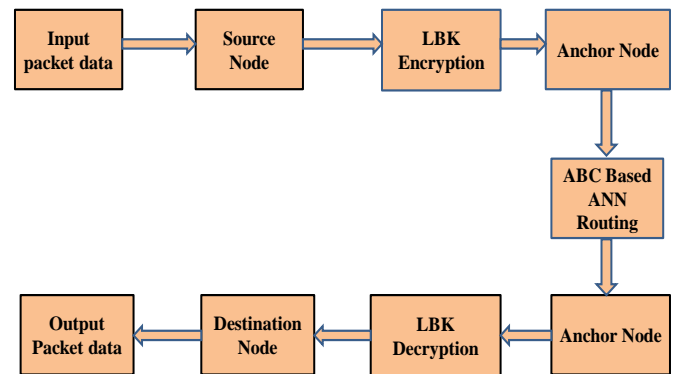 Input
packet data
Source
Node
LBK
Encryption
Anchor Node
ABC Based
ANN
Routing
Output
Packet data
Destination
Node
LBK
Decryption
Anchor Node